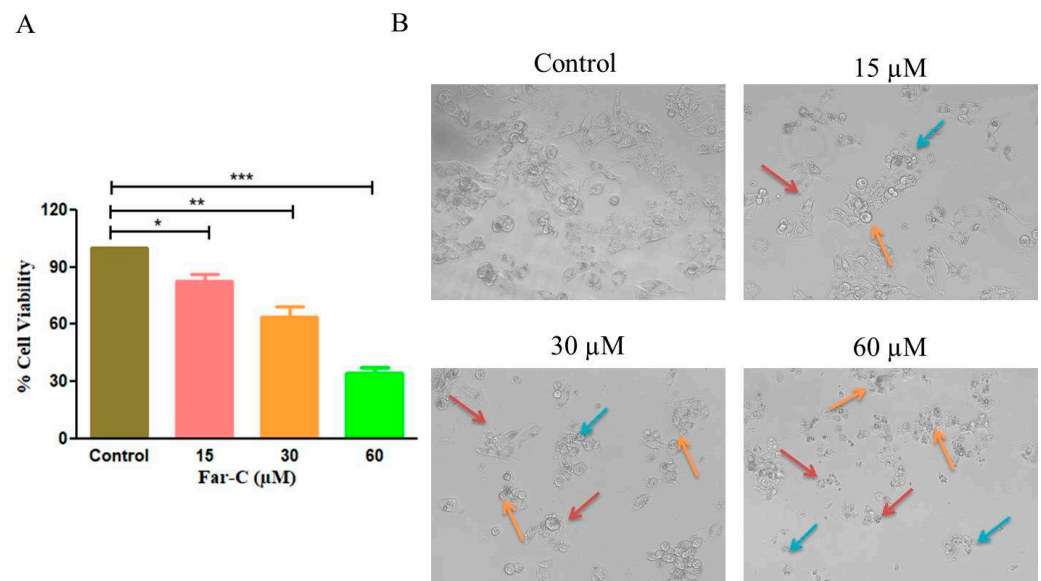 A
B
Control
15 µM
***
**
*
120
90
60
30
0
% Cell Viability
Control
15
30
60
Far-C (µM)
30 µM
60 µM